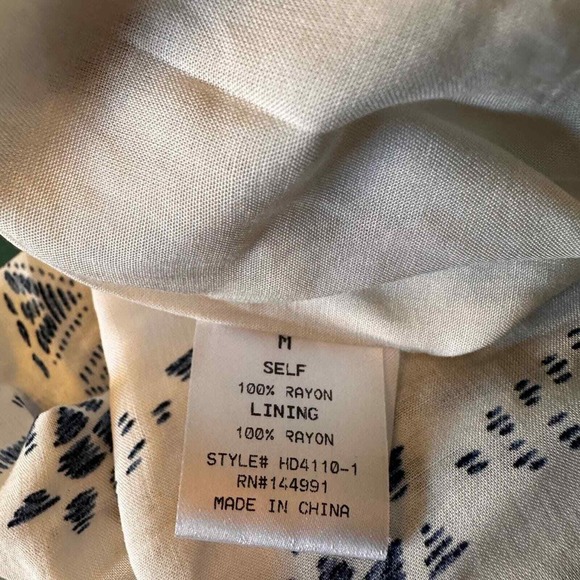 M
SELF
100% RAYON
LINING
100% RAYON
STYLE# HD4110-1
RN#144991
MADE IN CHINA